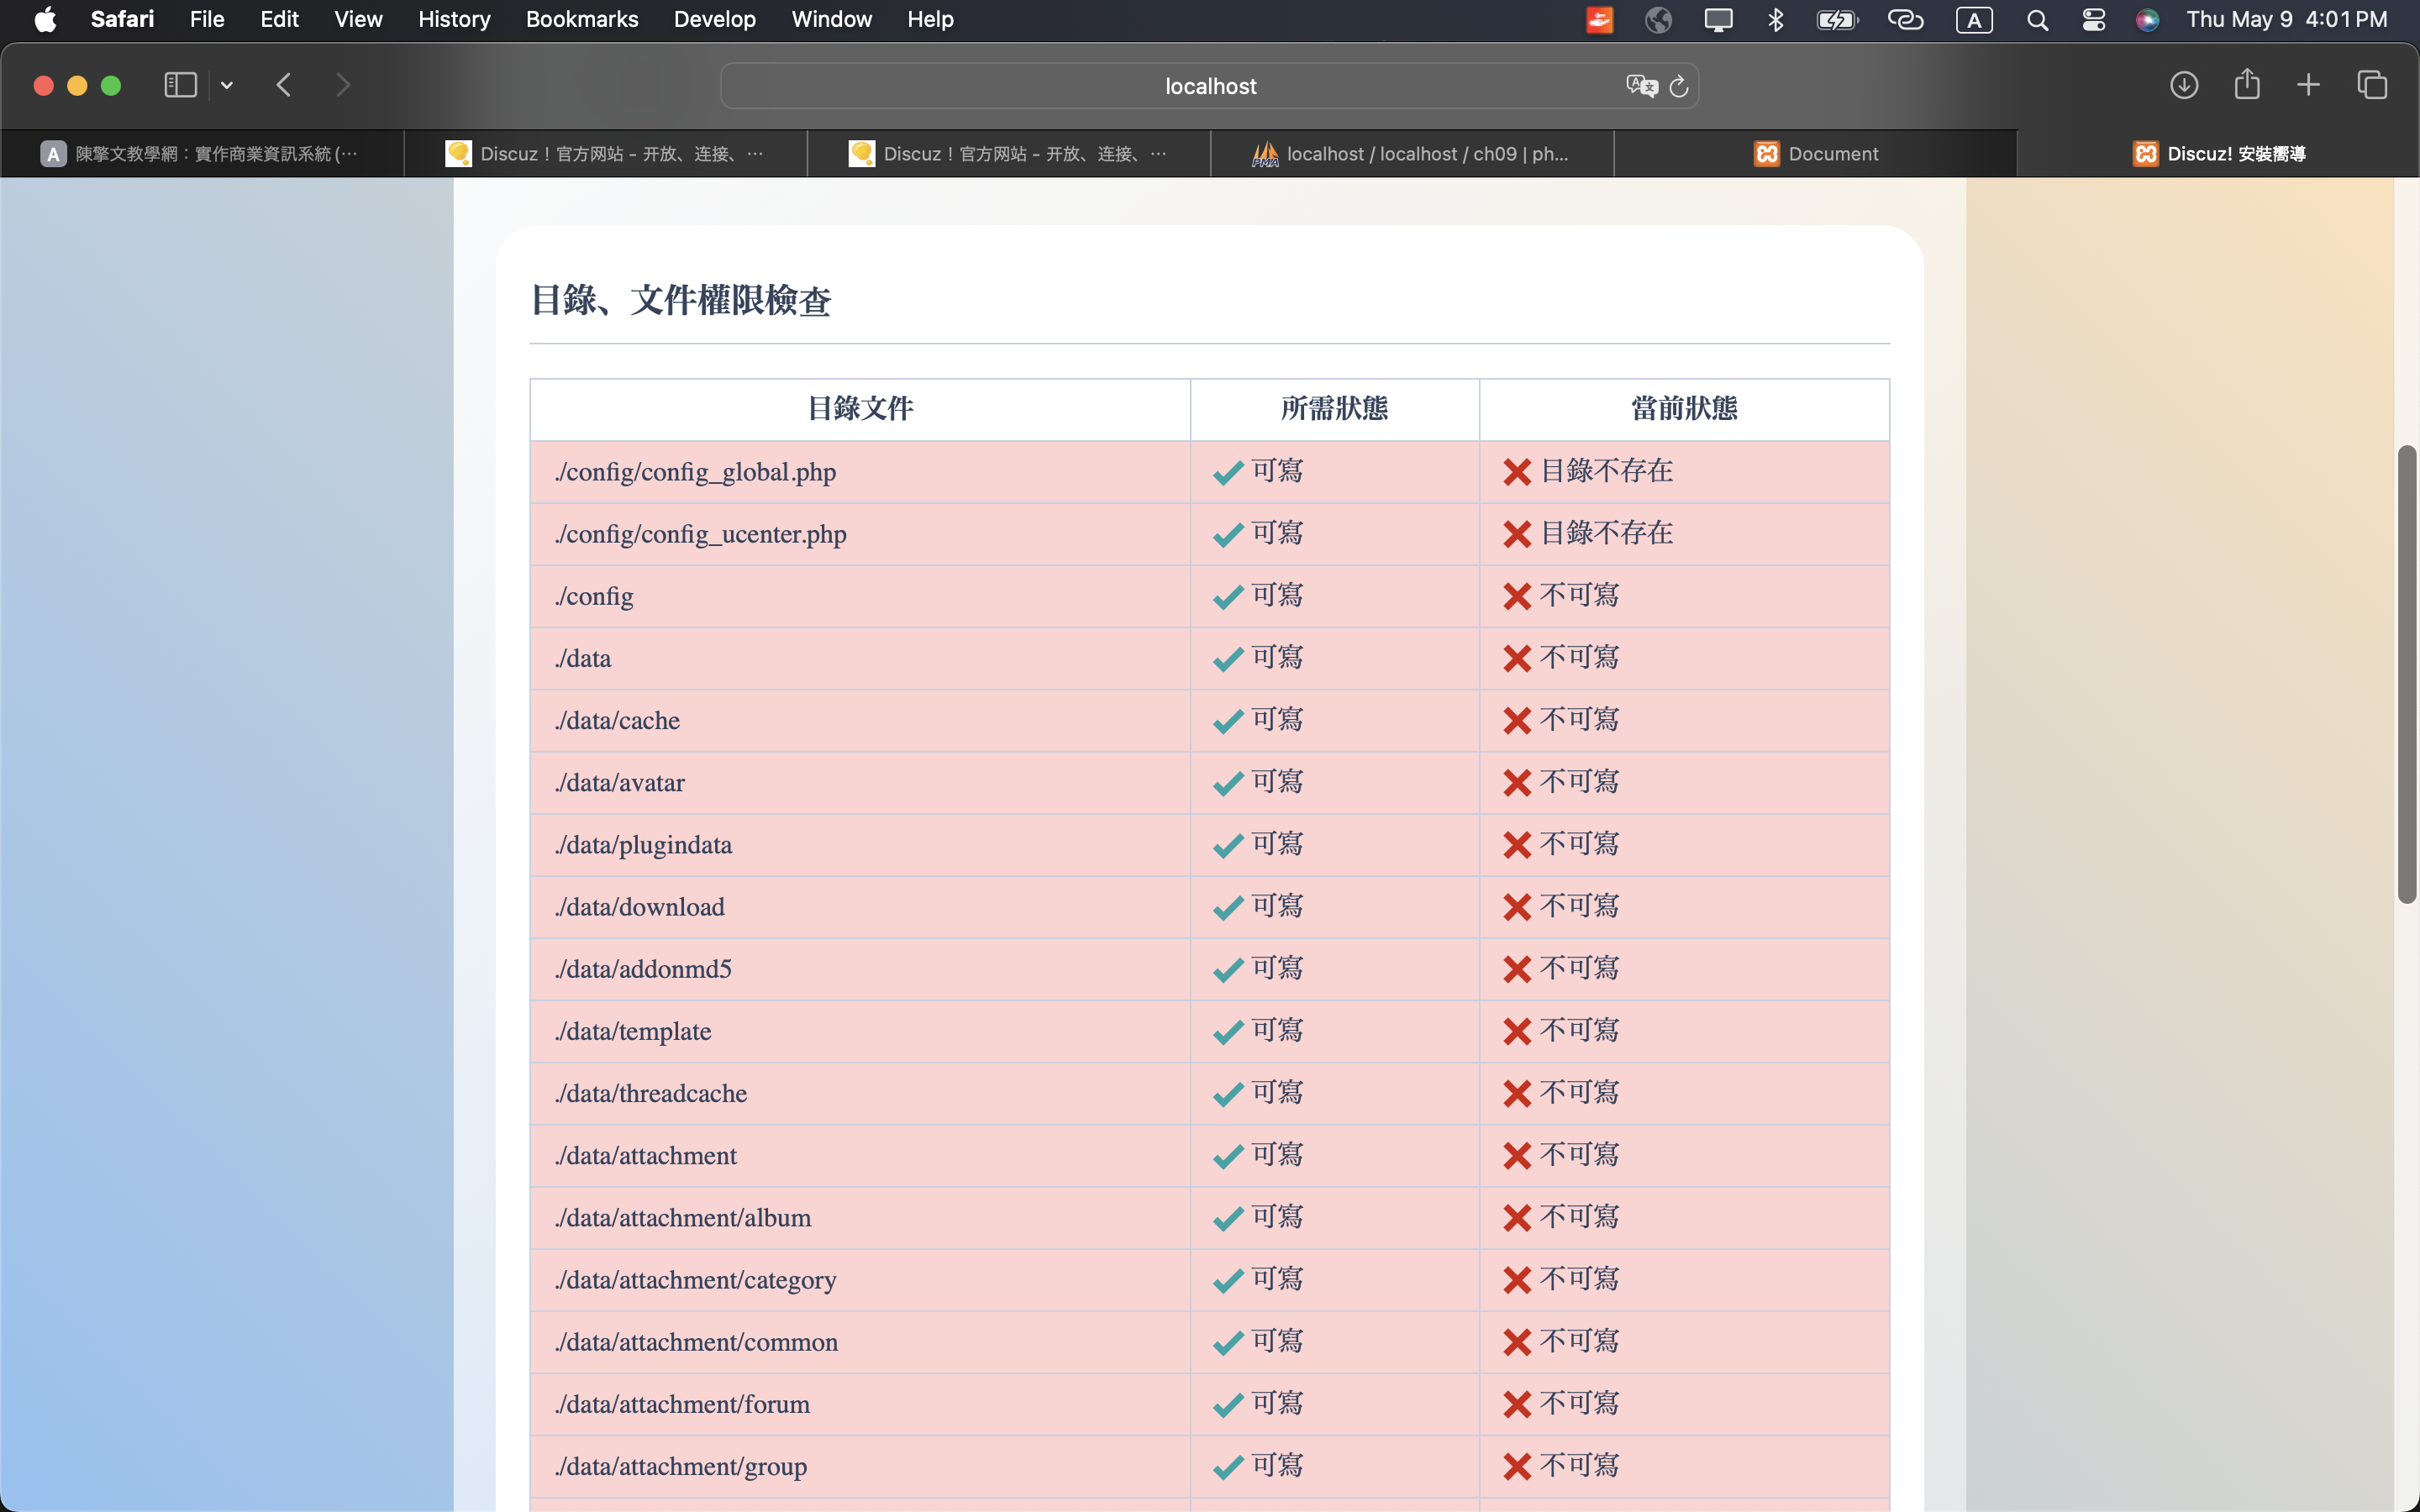 Safari File Edit View History Bookmarks Develop Window Help A Thu May 9 4:01 PM
localhost
A 陳擎文教學網：實作商業資訊系統 (… Discuz！官方网站 - 开放、连接、… Discuz！官方网站 - 开放、连接、… localhost / localhost / ch09 | ph... Document Discuz! 安裝嚮導
目錄、文件權限檢查
目錄文件 所需狀態 當前狀態
./config/config_global.php 可寫 目錄不存在
./config/config_ucenter.php 可寫 目錄不存在
./config 可寫 不可寫
./data 可寫 不可寫
./data/cache 可寫 不可寫
./data/avatar 可寫 不可寫
./data/plugindata 可寫 不可寫
./data/download 可寫 不可寫
./data/addonmd5 可寫 不可寫
./data/template 可寫 不可寫
./data/threadcache 可寫 不可寫
./data/attachment 可寫 不可寫
./data/attachment/album 可寫 不可寫
./data/attachment/category 可寫 不可寫
./data/attachment/common 可寫 不可寫
./data/attachment/forum 可寫 不可寫
./data/attachment/group 可寫 不可寫